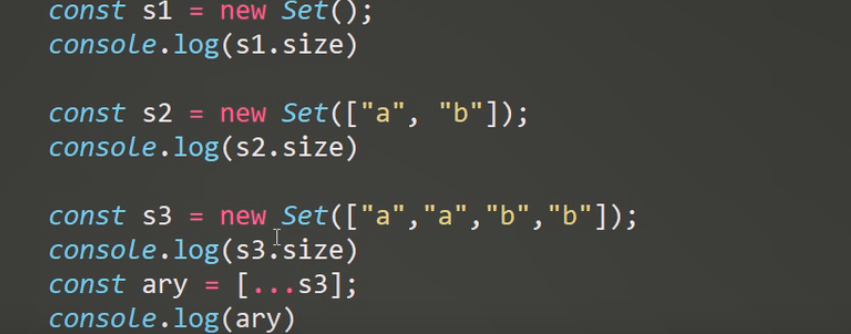 const s1 = new Set();
console.log(s1.size)
const s2 = new Set(["a", "b"]);
console.log(s2.size)
const s3 = new Set(["a","a","b","b"]);
console.log(s3.size)
const ary = [...s3];
console.log(ary)